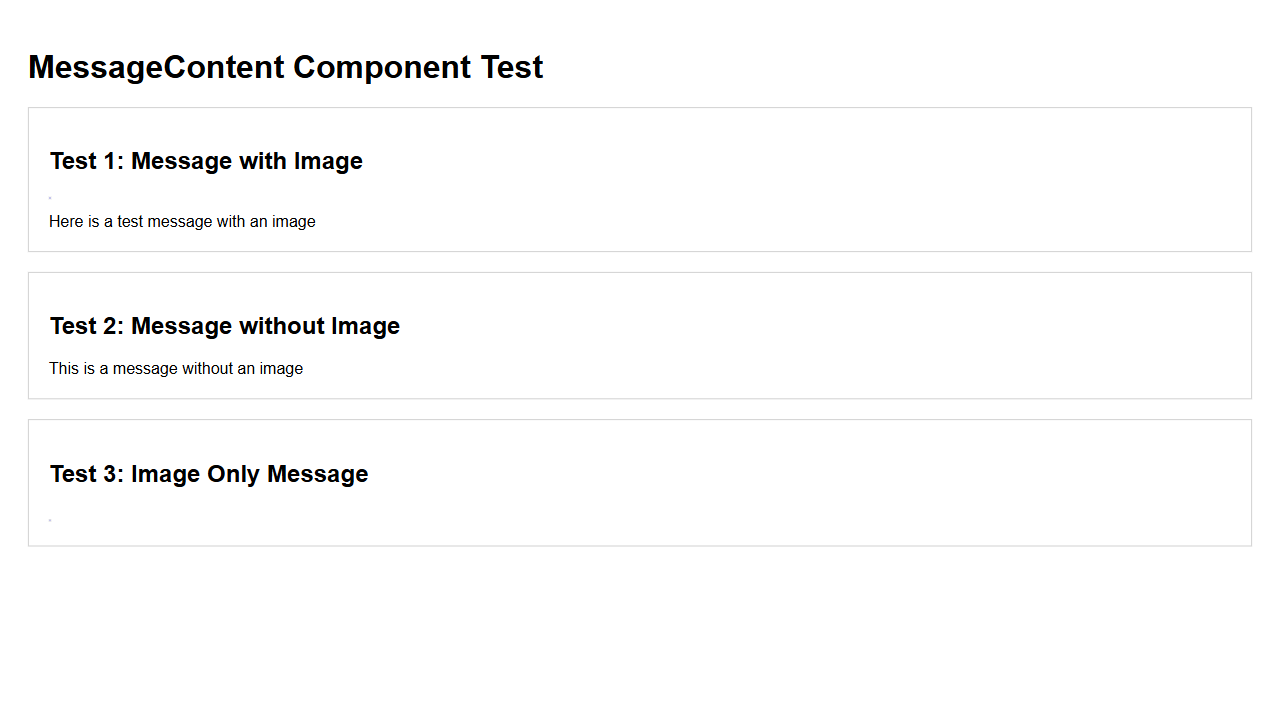 MessageContent Component Test
Test 1: Message with Image
Here is a test message with an image
Test 2: Message without Image
This is a message without an image
Test 3: Image Only Message